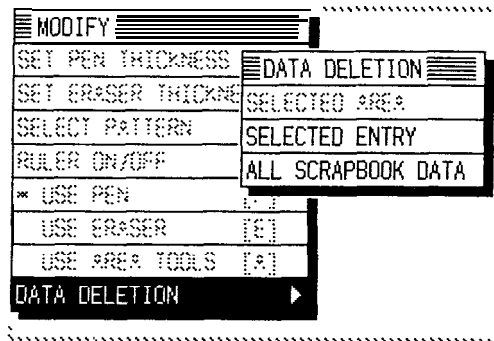 MODIFY
SET PEN THICKNESS
SET ERASER THICKNE
SELECT PATTERN
RULER ON/OFF
* USE PEN
USE ERASER [E]
USE AREA TOOLS [A]
DATA DELETION
DATA DELETION
SELECTED AREA
SELECTED ENTRY
ALL SCRAPBOOK DATA